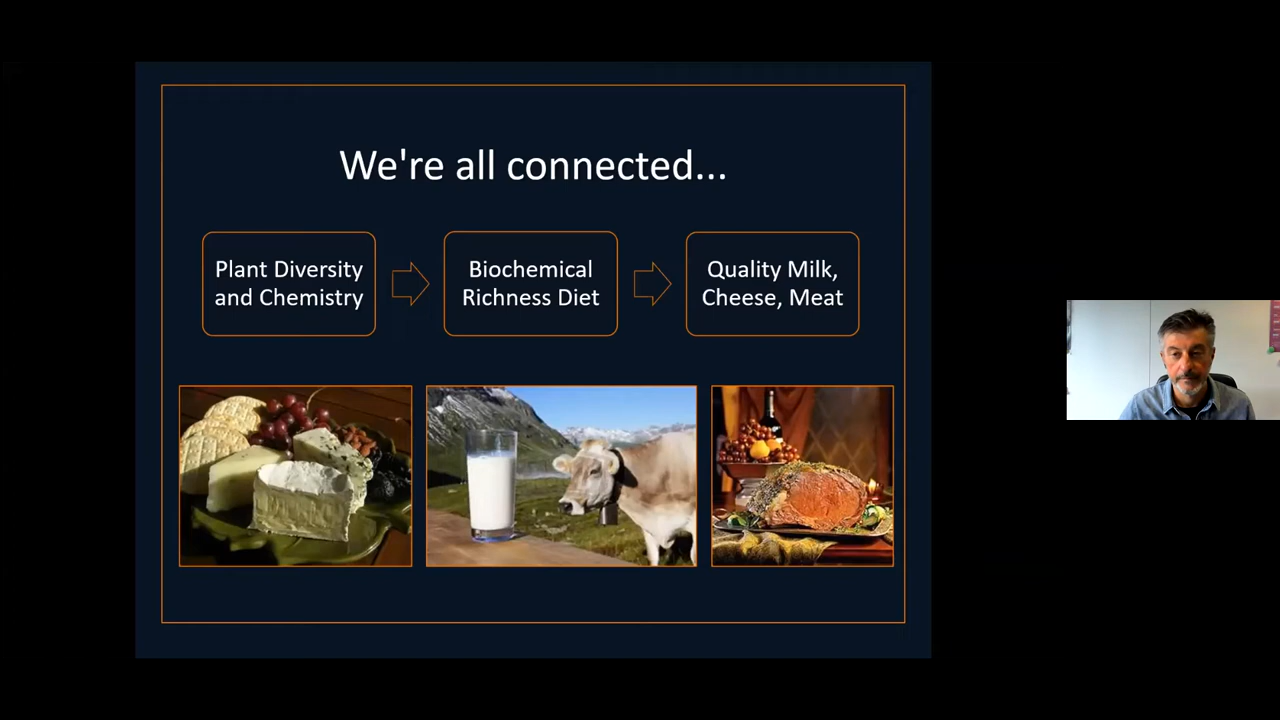 We're all connected...
Plant Diversity
and Chemistry
Biochemical
Richness Diet
Quality Milk,
Cheese, Meat